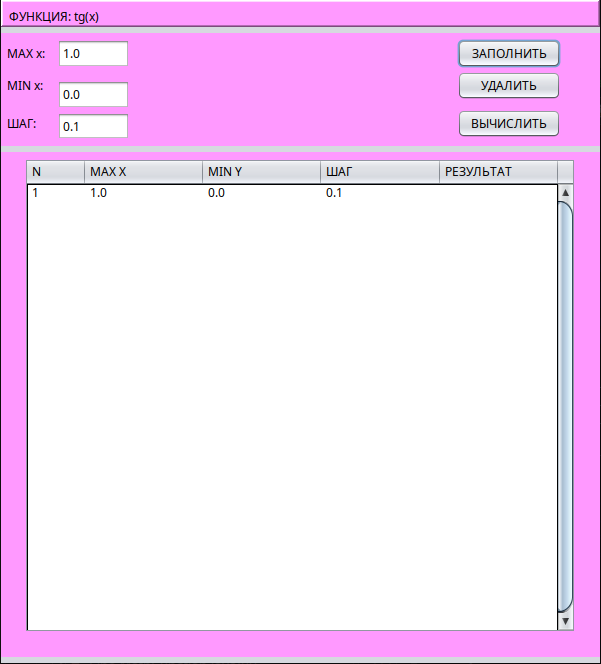 ФУНКЦИЯ: tg(x)
MAX x: 1.0 ЗАПОЛНИТЬ
MIN x: 0.0 УДАЛИТЬ
ШАГ: 0.1 ВЫЧИСЛИТЬ
N MAX X MIN Y ШАГ РЕЗУЛЬТАТ
1 1.0 0.0 0.1